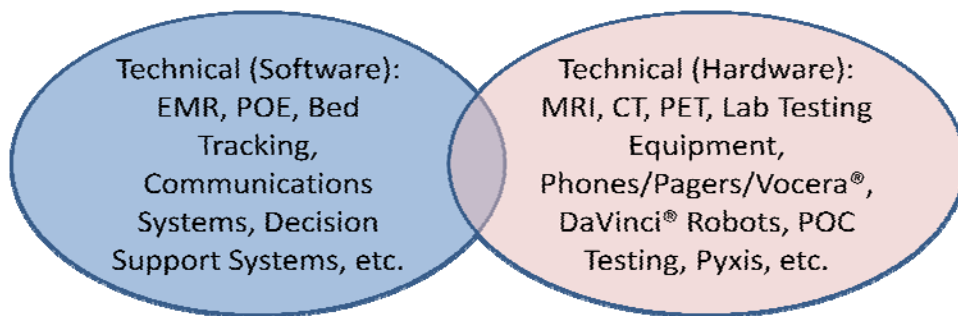 Technical (Software):
EMR, POE, Bed
Tracking,
Communications
Systems, Decision
Support Systems, etc.
Technical (Hardware):
MRI, CT, PET, Lab Testing
Equipment,
Phones/Pagers/Vocera®,
DaVinci® Robots, POC
Testing, Pyxis, etc.